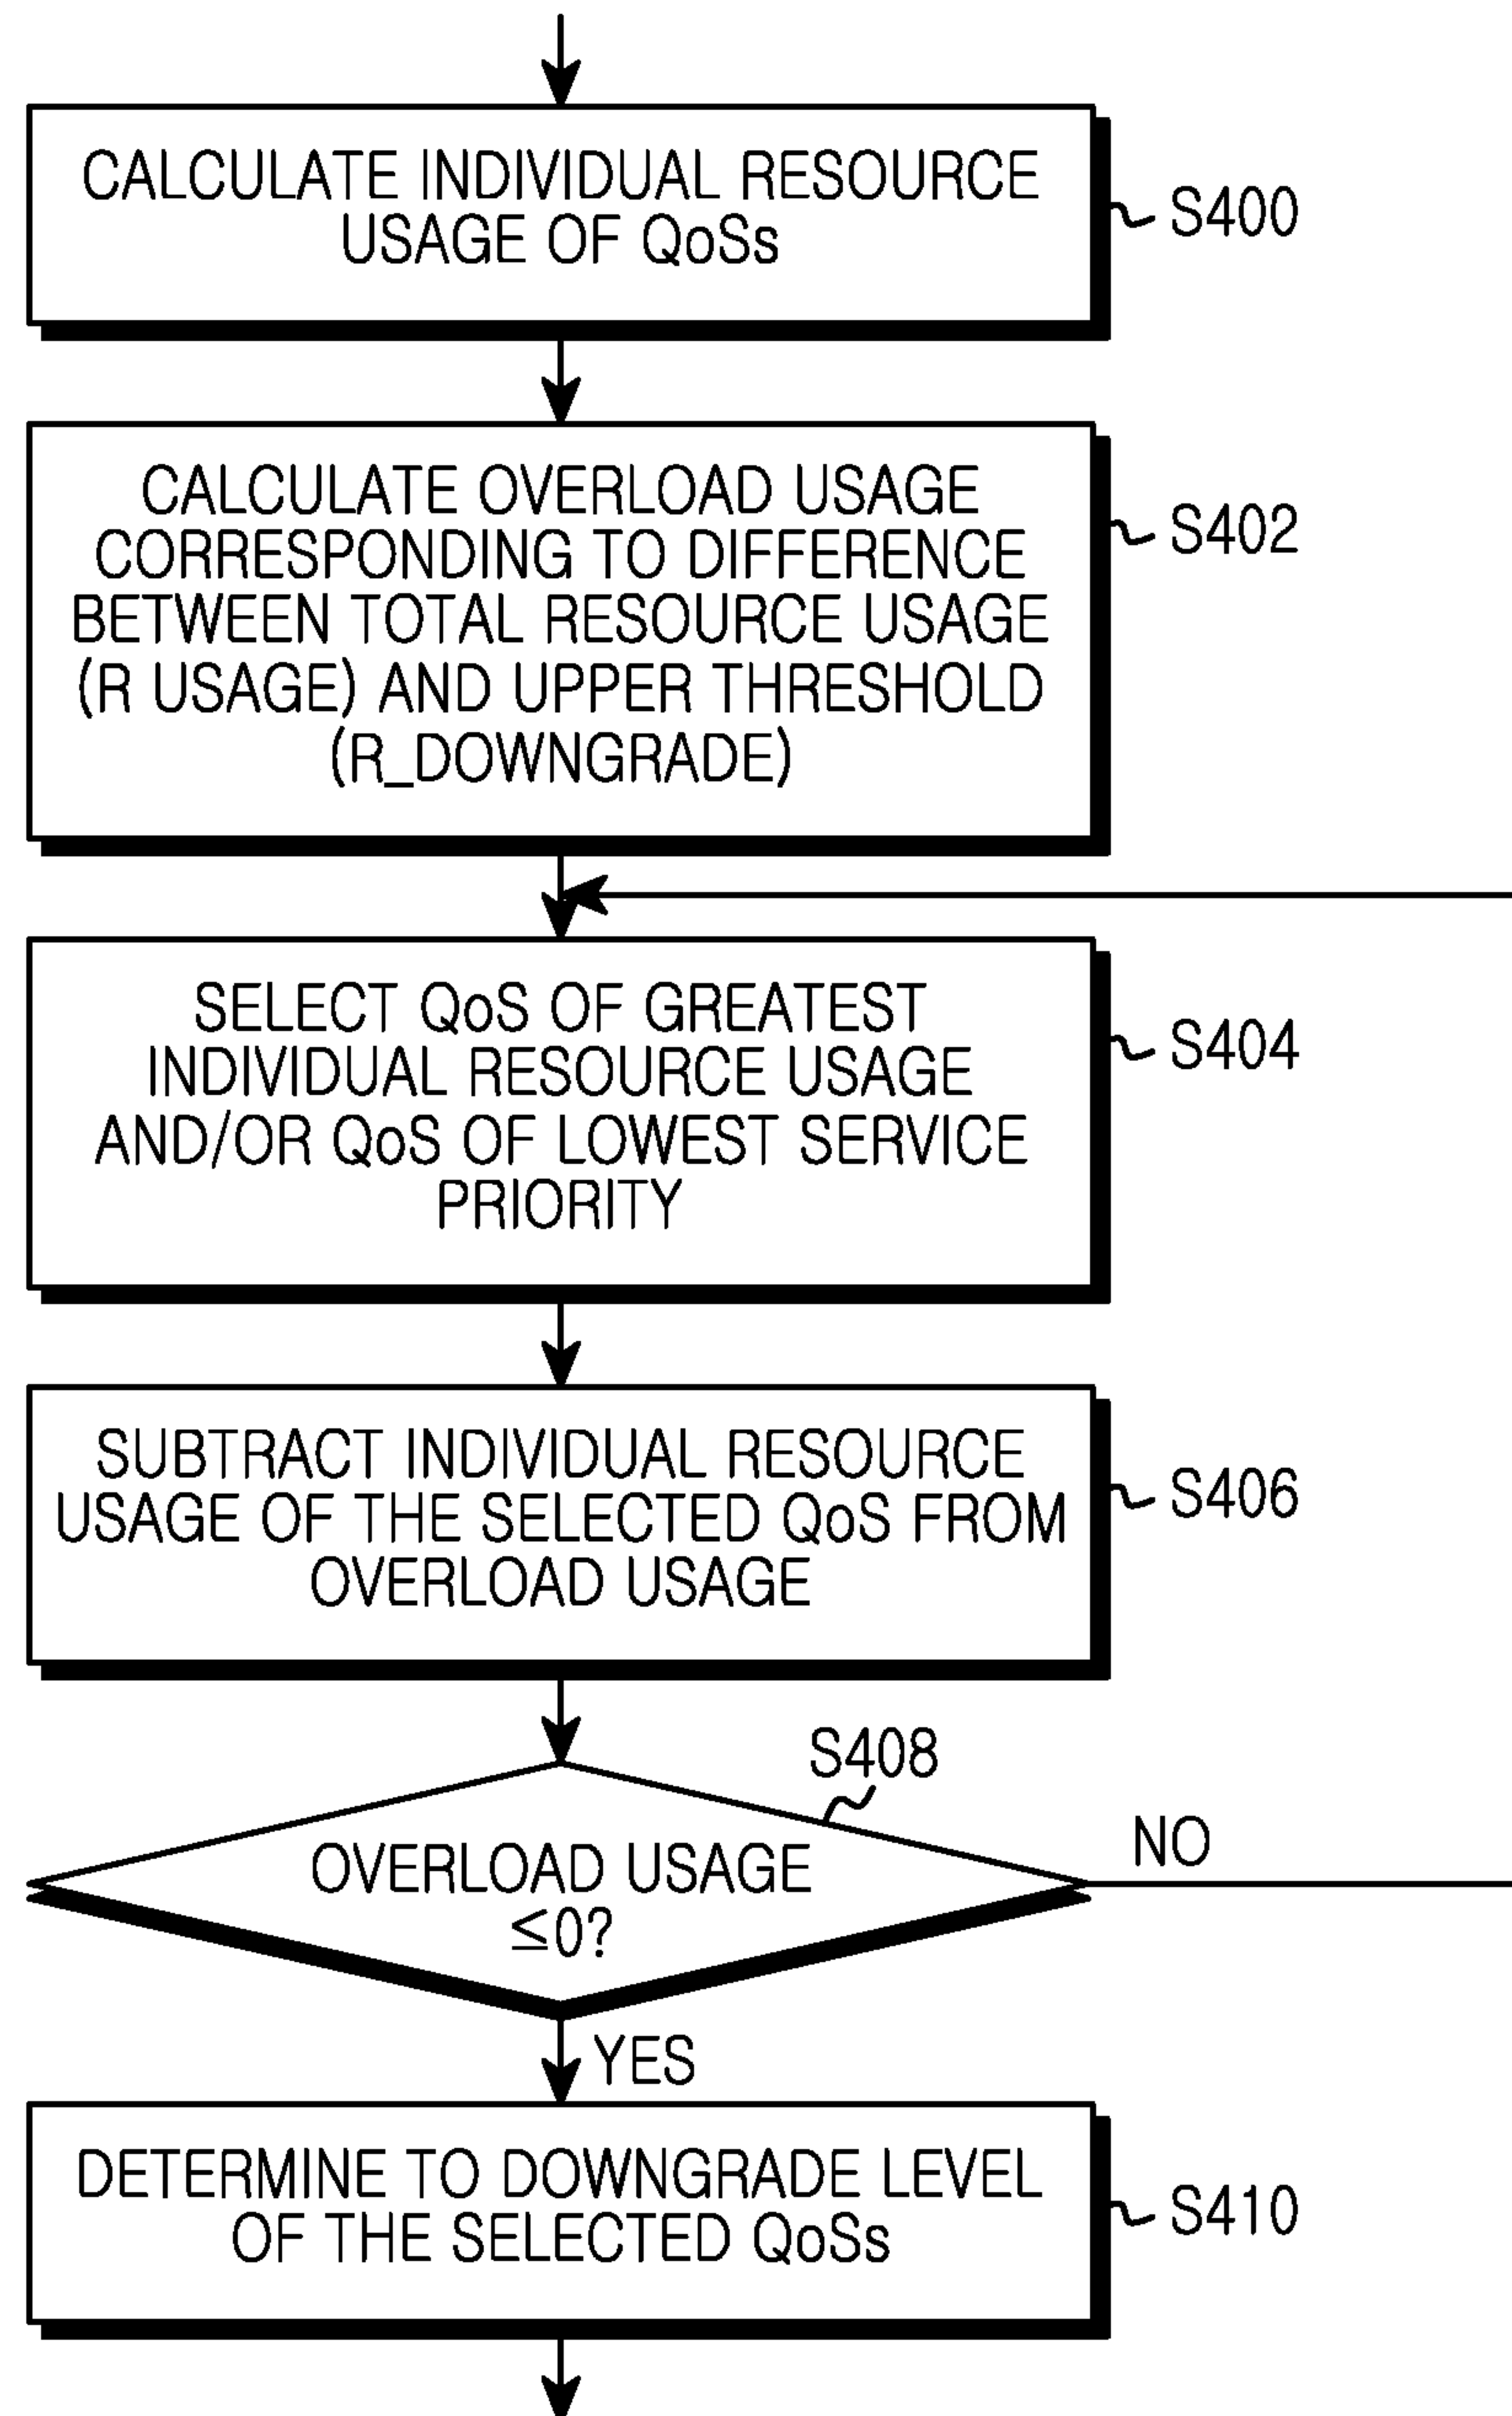 CALCULATE INDIVIDUAL RESOURCE
USAGE OF QoSs
S400
CALCULATE OVERLOAD USAGE
CORRESPONDING TO DIFFERENCE
BETWEEN TOTAL RESOURCE USAGE
(R USAGE) AND UPPER THRESHOLD
(R_DOWNGRADE)
S402
SELECT QoS OF GREATEST
INDIVIDUAL RESOURCE USAGE
AND/OR QoS OF LOWEST SERVICE
PRIORITY
S404
SUBTRACT INDIVIDUAL RESOURCE
USAGE OF THE SELECTED QoS FROM
OVERLOAD USAGE
S406
S408
OVERLOAD USAGE
≤0?
NO
YES
DETERMINE TO DOWNGRADE LEVEL
OF THE SELECTED QoSs
S410